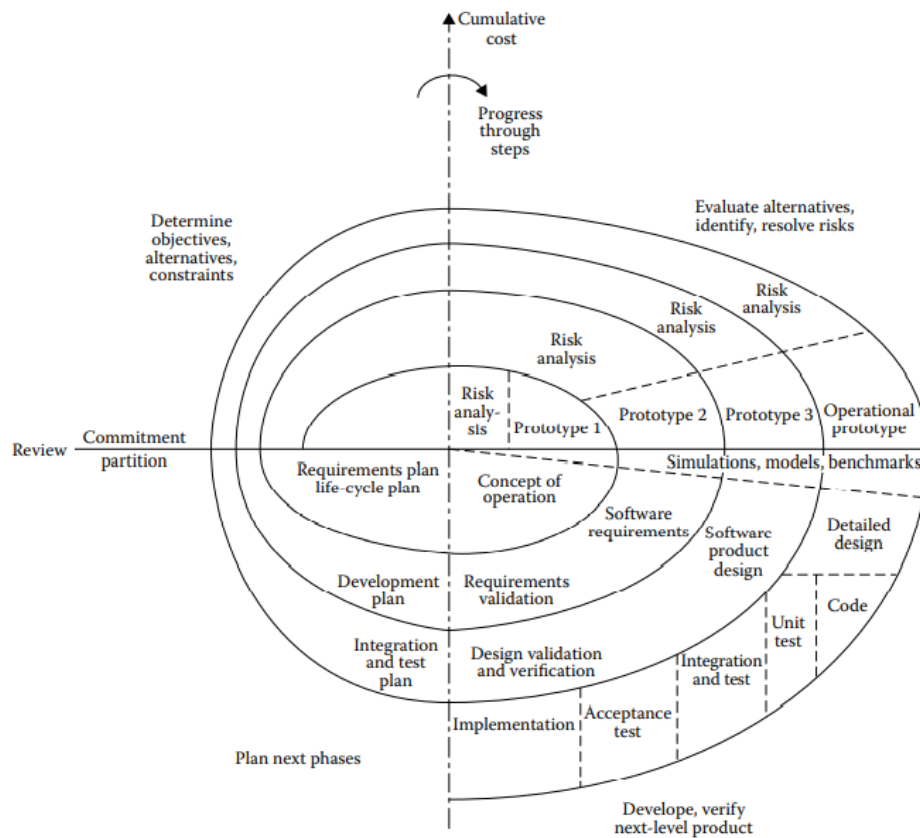 Cumulative
cost
Progress
through
steps
Determine
objectives,
alternatives,
constraints
Evaluate alternatives,
identify, resolve risks
Risk
analysis
Risk
analysis
Risk
analysis
Risk
analy-
sis
Prototype 1
Prototype 2
Prototype 3
Operational
prototype
Review
Commitment
partition
Simulations, models, benchmarks
Requirements plan
life-cycle plan
Concept of
operation
Software
requirements
Software
product
design
Detailed
design
Development
plan
Requirements
validation
Code
Unit
test
Integration
and test
plan
Design validation
and verification
Integration
and test
Acceptance
test
Implementation
Plan next phases
Develope, verify
next-level product